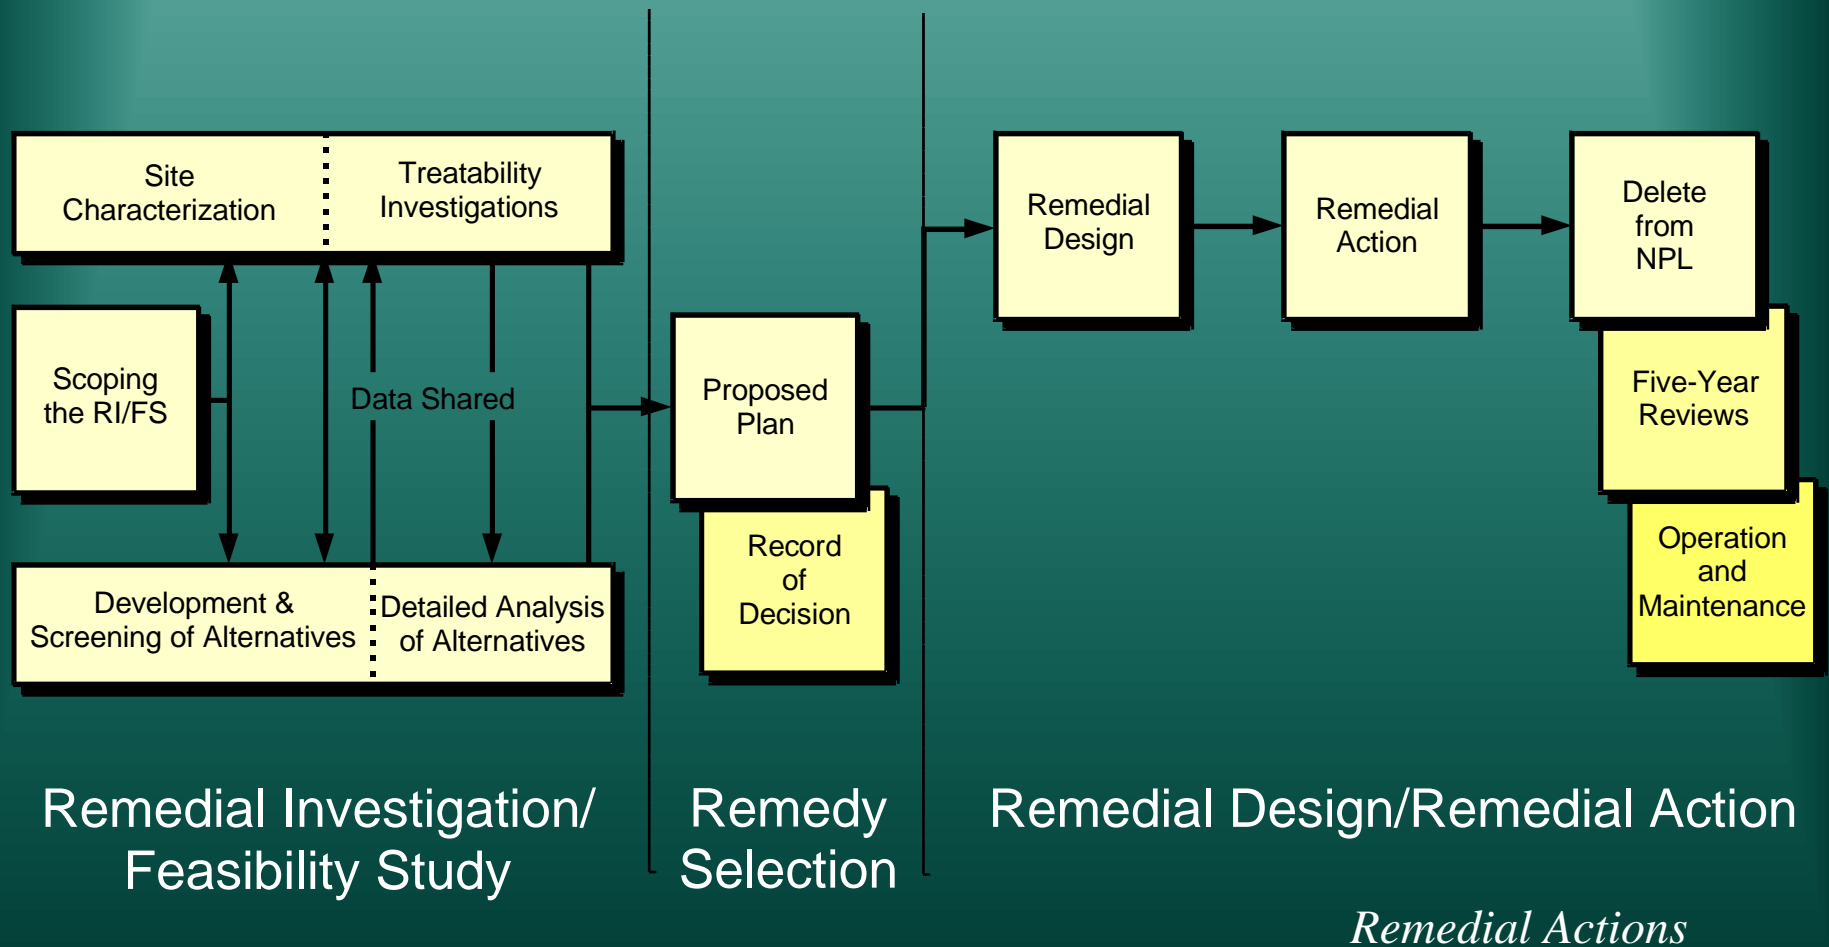 Site
Characterization
Treatability
Investigations
Scoping
the RI/FS
Data Shared
Development &
Screening of Alternatives
Detailed Analysis
of Alternatives
Proposed
Plan
Record
of
Decision
Remedial
Design
Remedial
Action
Delete
from
NPL
Five-Year
Reviews
Operation
and
Maintenance
Remedial Investigation/
Feasibility Study
Remedy
Selection
Remedial Design/Remedial Action
Remedial Actions